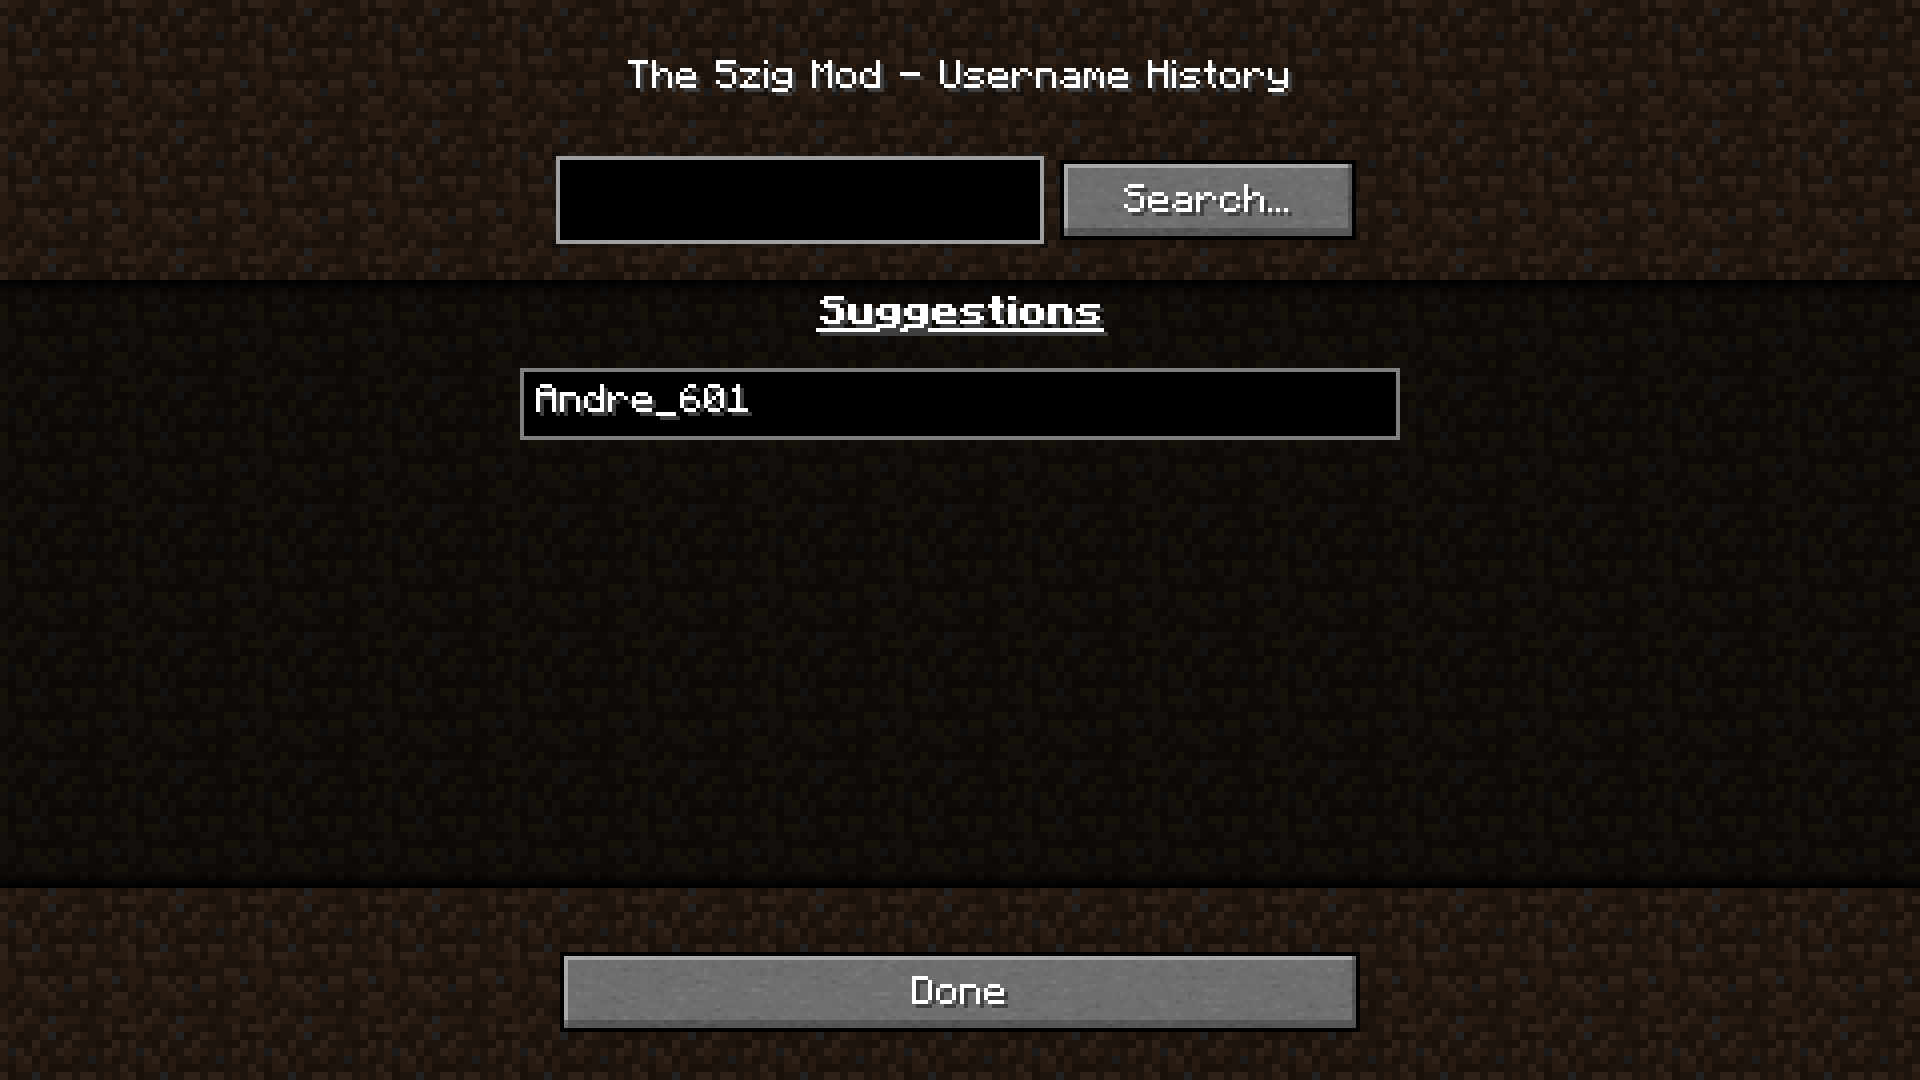 The 5zig Mod - Username History
Search...
Suggestions
Andre_601
Done